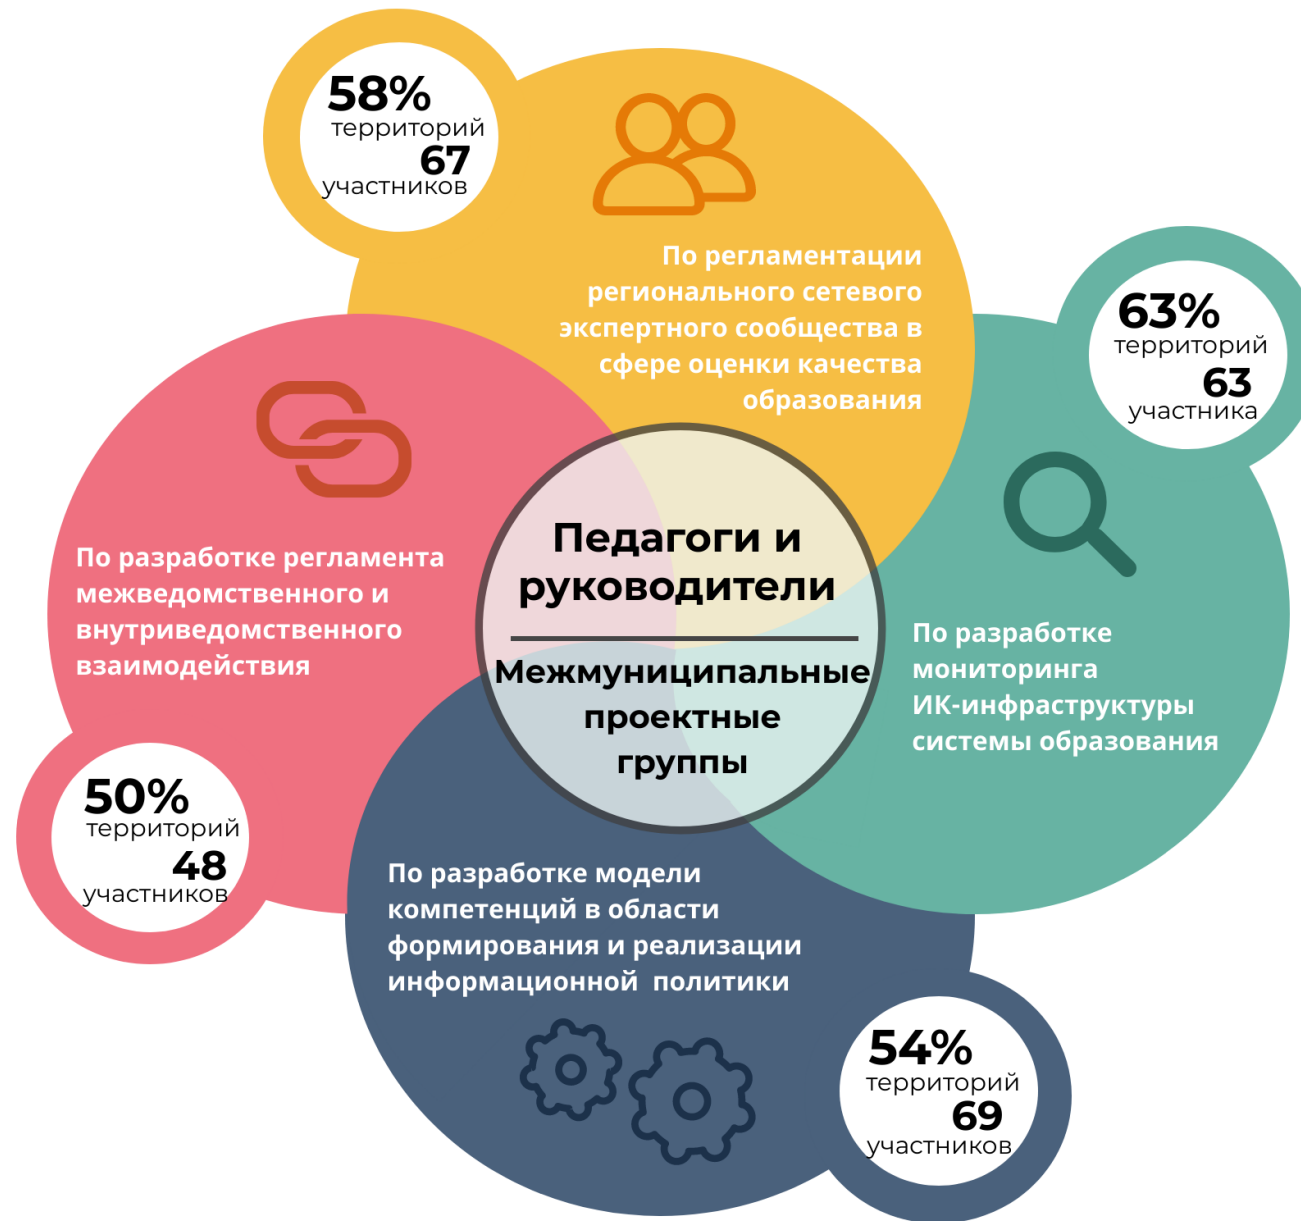 58%
территорий
67
участников
По регламентации
регионального сетевого
экспертного сообщества в
сфере оценки качества
образования
63%
территорий
63
участника
По разработке регламента
межведомственного и
внутриведомственного
взаимодействия
Педагоги и
руководители
Межмуниципальные
проектные
группы
По разработке
мониторинга
ИК-инфраструктуры
системы образования
50%
территорий
48
участников
По разработке модели
компетенций в области
формирования и реализации
информационной  политики
54%
территорий
69
участников